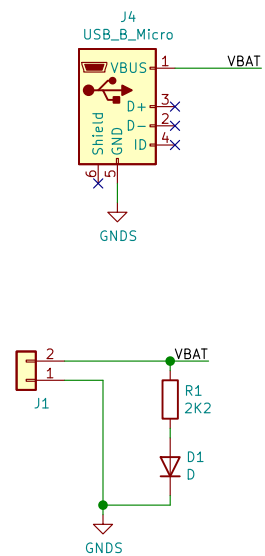 J4
USB_B_Micro
VBUS 1 VBAT
D+ 3
D- 2
ID 4
Shield
GND
6 5
GNDS
2 VBAT
1
J1
R1
2K2
D1
D
GNDS